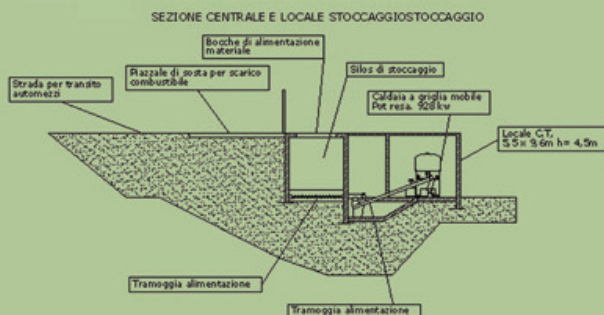 SEZIONE CENTRALE E LOCALE STOCCAGGIOSTOCCAGGIO
Bocche di alimentazione
materiale
Strada per transito
automezzi
Piazzale di sosta per scarico
combustibile
Silos di stoccaggio
Caldaia a griglia mobile
Pot resa. 928 kw
Locale C.T.
5,5 x 9,6m h= 4,5m
Tramoggia alimentazione
Tramoggia alimentazione